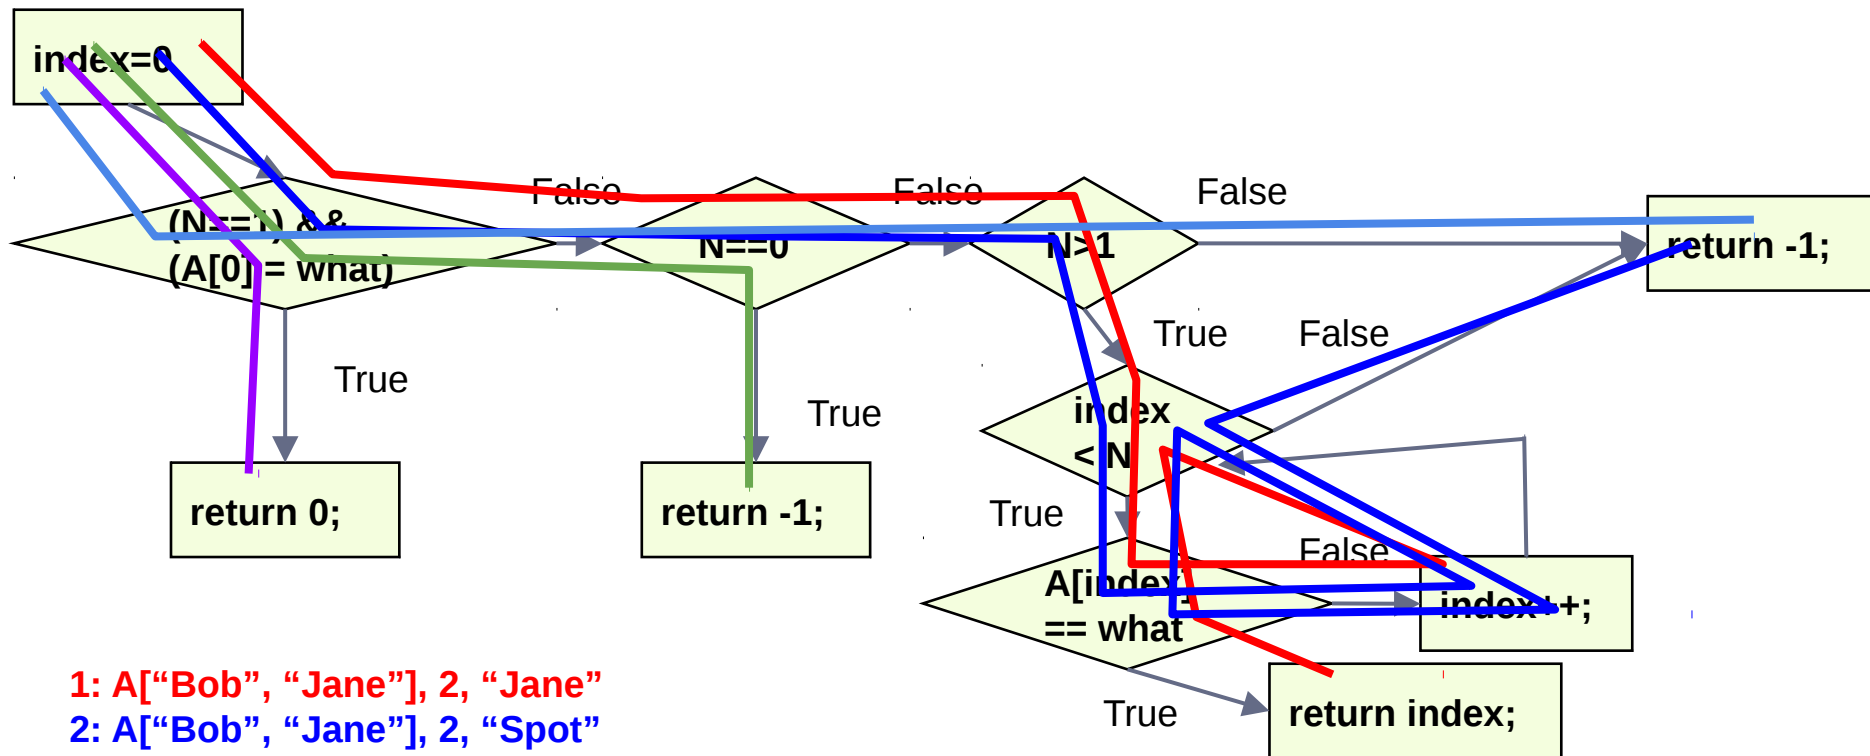 index=0
False
False
False
(N==1) &&
(A[0] = what)
N==0
N>1
return -1;
True
False
True
True
index
< N
return 0;
return -1;
True
False
A[index]
== what
index++;
1: A[“Bob”, “Jane”], 2, “Jane”
2: A[“Bob”, “Jane”], 2, “Spot”
True
return index;